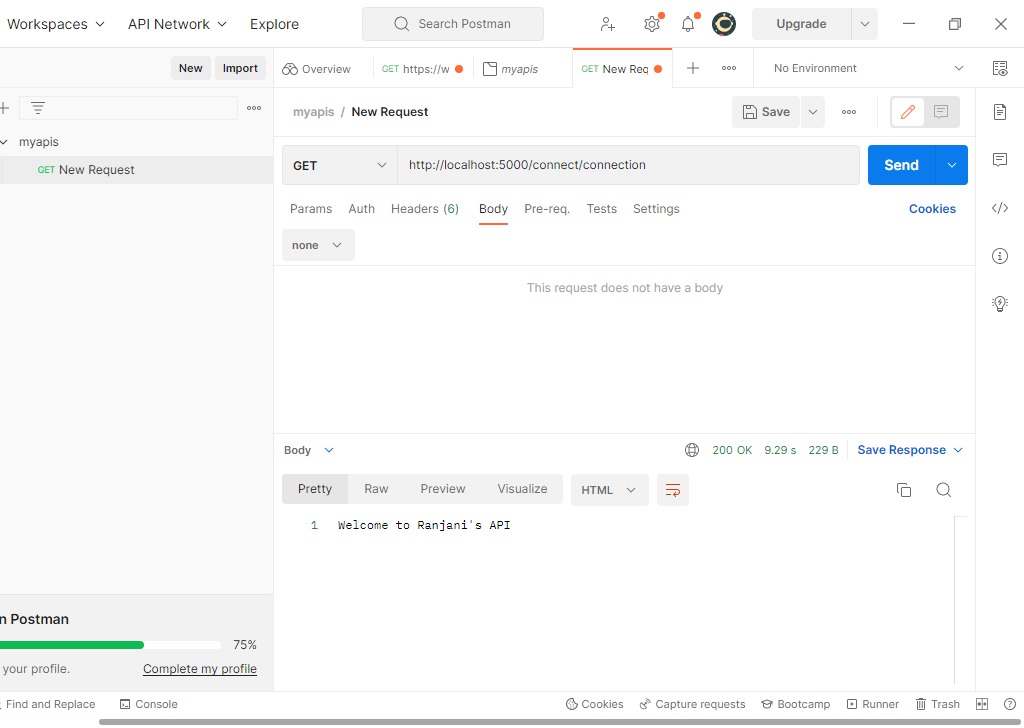 Workspaces API Network Explore Search Postman Upgrade
New Import Overview GET https://w myapis GET New Req No Environment
myapis / New Request Save
myapis
GET New Request
GET http://localhost:5000/connect/connection Send
Params Auth Headers (6) Body Pre-req. Tests Settings Cookies
none
This request does not have a body
Body 200 OK 9.29 s 229 B Save Response
Pretty Raw Preview Visualize HTML
1 Welcome to Ranjani's API
n Postman
75%
your profile. Complete my profile
Find and Replace Console Cookies Capture requests Bootcamp Runner Trash